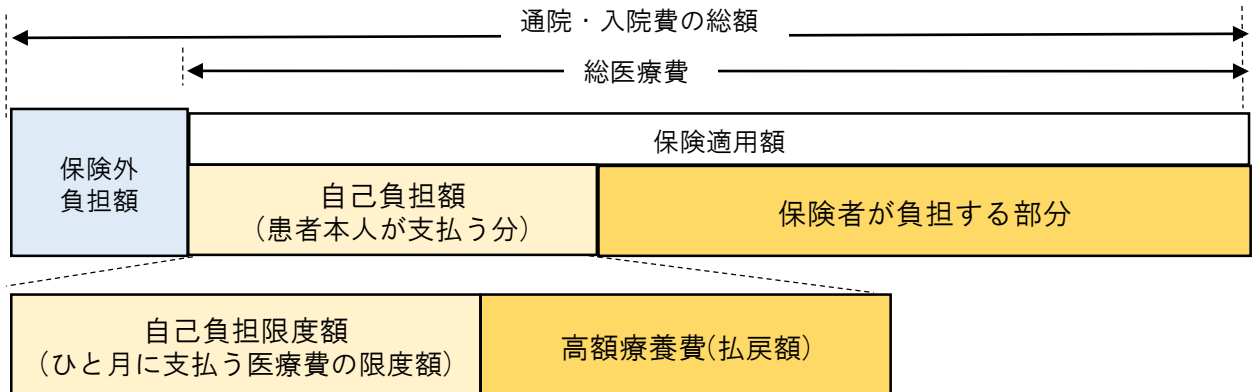 通院・入院費の総額
総医療費
保険外
負担額
保険適用額
自己負担額
(患者本人が支払う分)
保険者が負担する部分
自己負担限度額
(ひと月に支払う医療費の限度額)
高額療養費(払戻額)